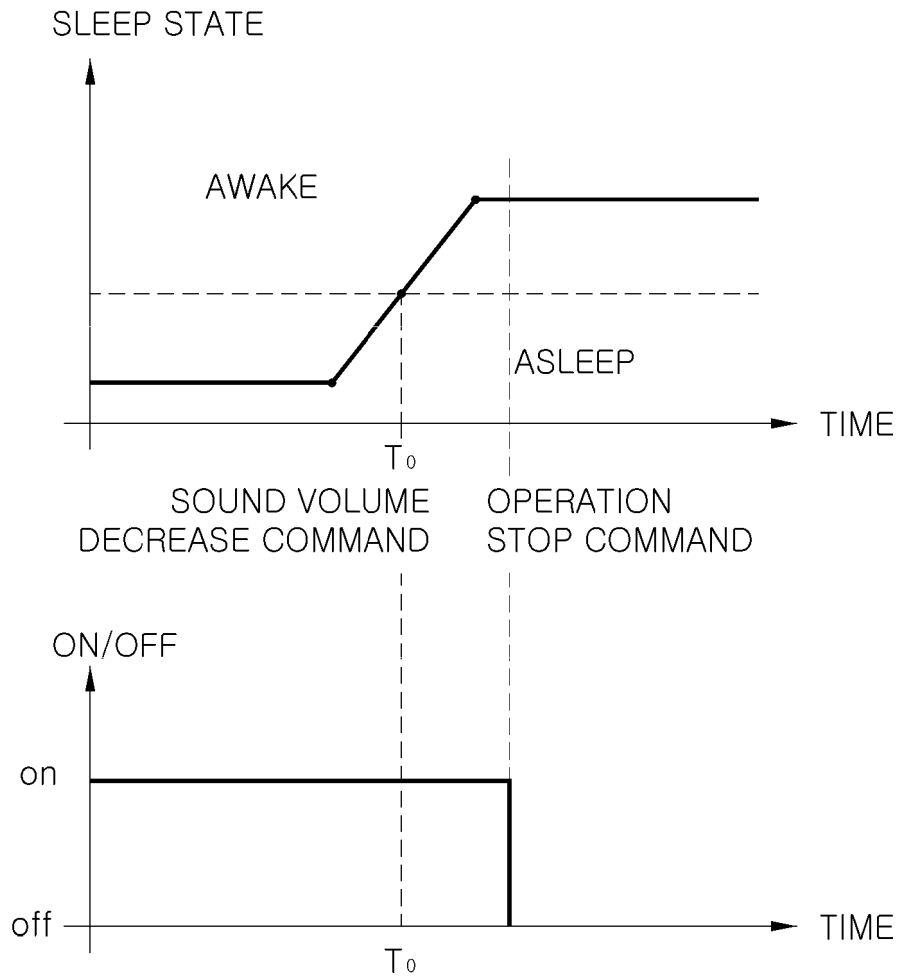 SLEEP STATE
AWAKE
ASLEEP
TIME
T₀
SOUND VOLUME
DECREASE COMMAND
OPERATION
STOP COMMAND
ON/OFF
on
off
TIME
T₀